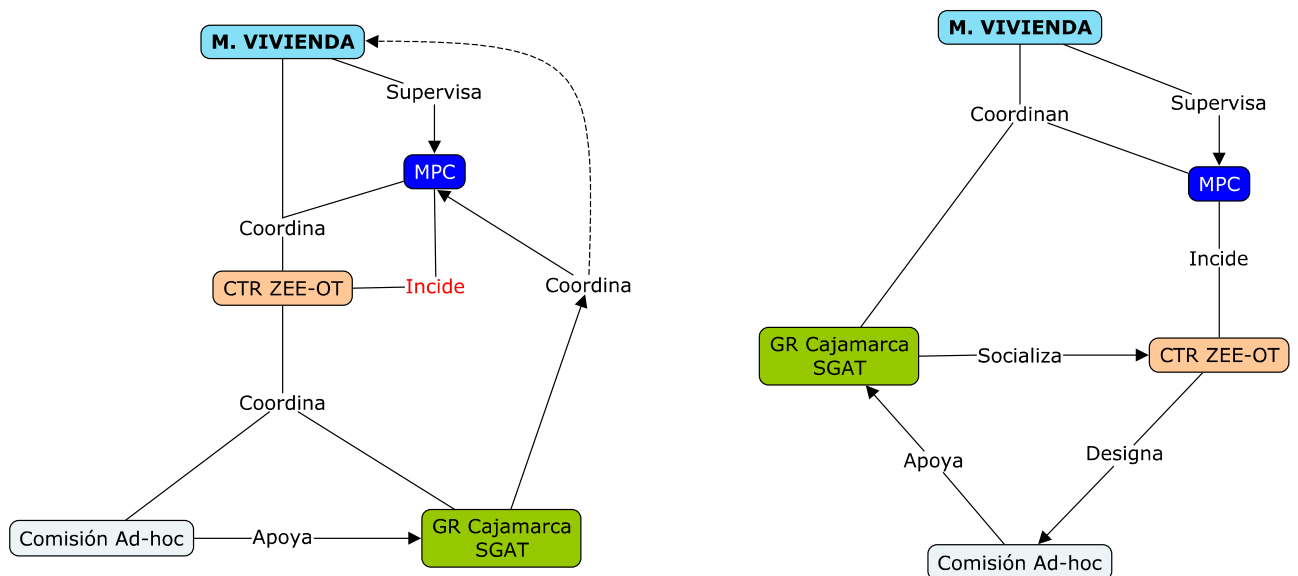 M. VIVIENDA
Supervisa
MPC
Coordina
CTR ZEE-OT
Incide
Coordina
Coordina
Comisión Ad-hoc
Apoya
GR Cajamarca
SGAT
M. VIVIENDA
Supervisa
Coordinan
MPC
Incide
GR Cajamarca
SGAT
Socializa
CTR ZEE-OT
Designa
Apoya
Comisión Ad-hoc